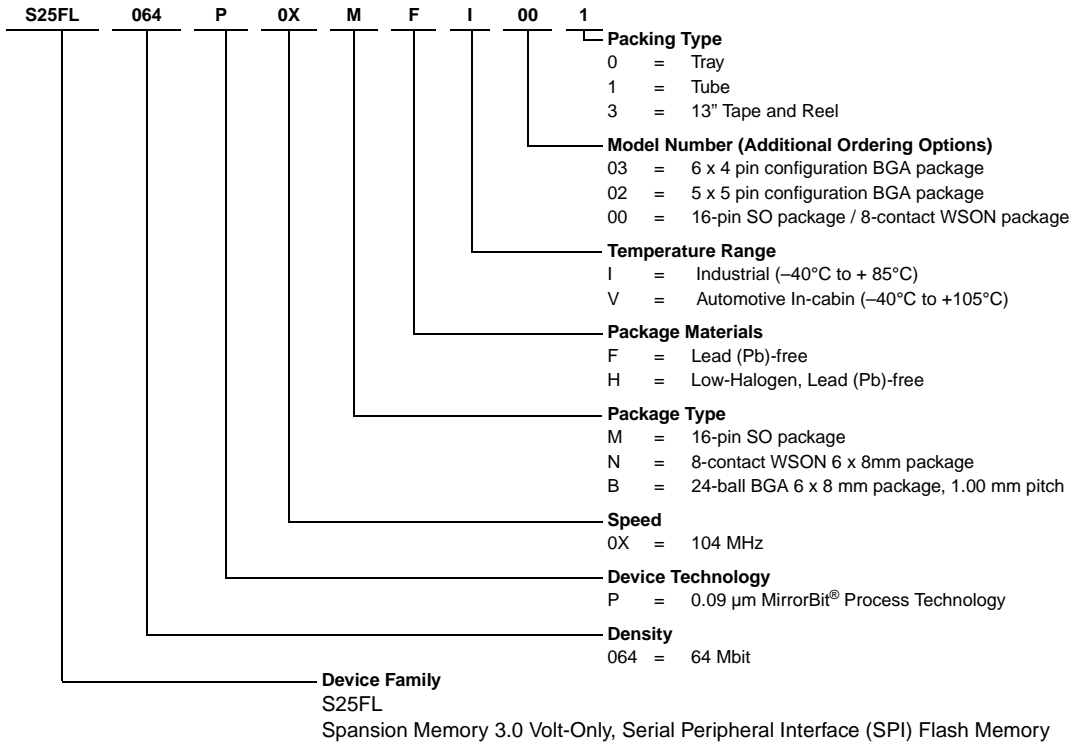 S25FL 064 P 0X M F I 00 1
Packing Type
0 = Tray
1 = Tube
3 = 13” Tape and Reel
Model Number (Additional Ordering Options)
03 = 6 x 4 pin configuration BGA package
02 = 5 x 5 pin configuration BGA package
00 = 16-pin SO package / 8-contact WSON package
Temperature Range
I = Industrial (–40°C to + 85°C)
V = Automotive In-cabin (–40°C to +105°C)
Package Materials
F = Lead (Pb)-free
H = Low-Halogen, Lead (Pb)-free
Package Type
M = 16-pin SO package
N = 8-contact WSON 6 x 8mm package
B = 24-ball BGA 6 x 8 mm package, 1.00 mm pitch
Speed
0X = 104 MHz
Device Technology
P = 0.09 µm MirrorBit® Process Technology
Density
064 = 64 Mbit
Device Family
S25FL
Spansion Memory 3.0 Volt-Only, Serial Peripheral Interface (SPI) Flash Memory